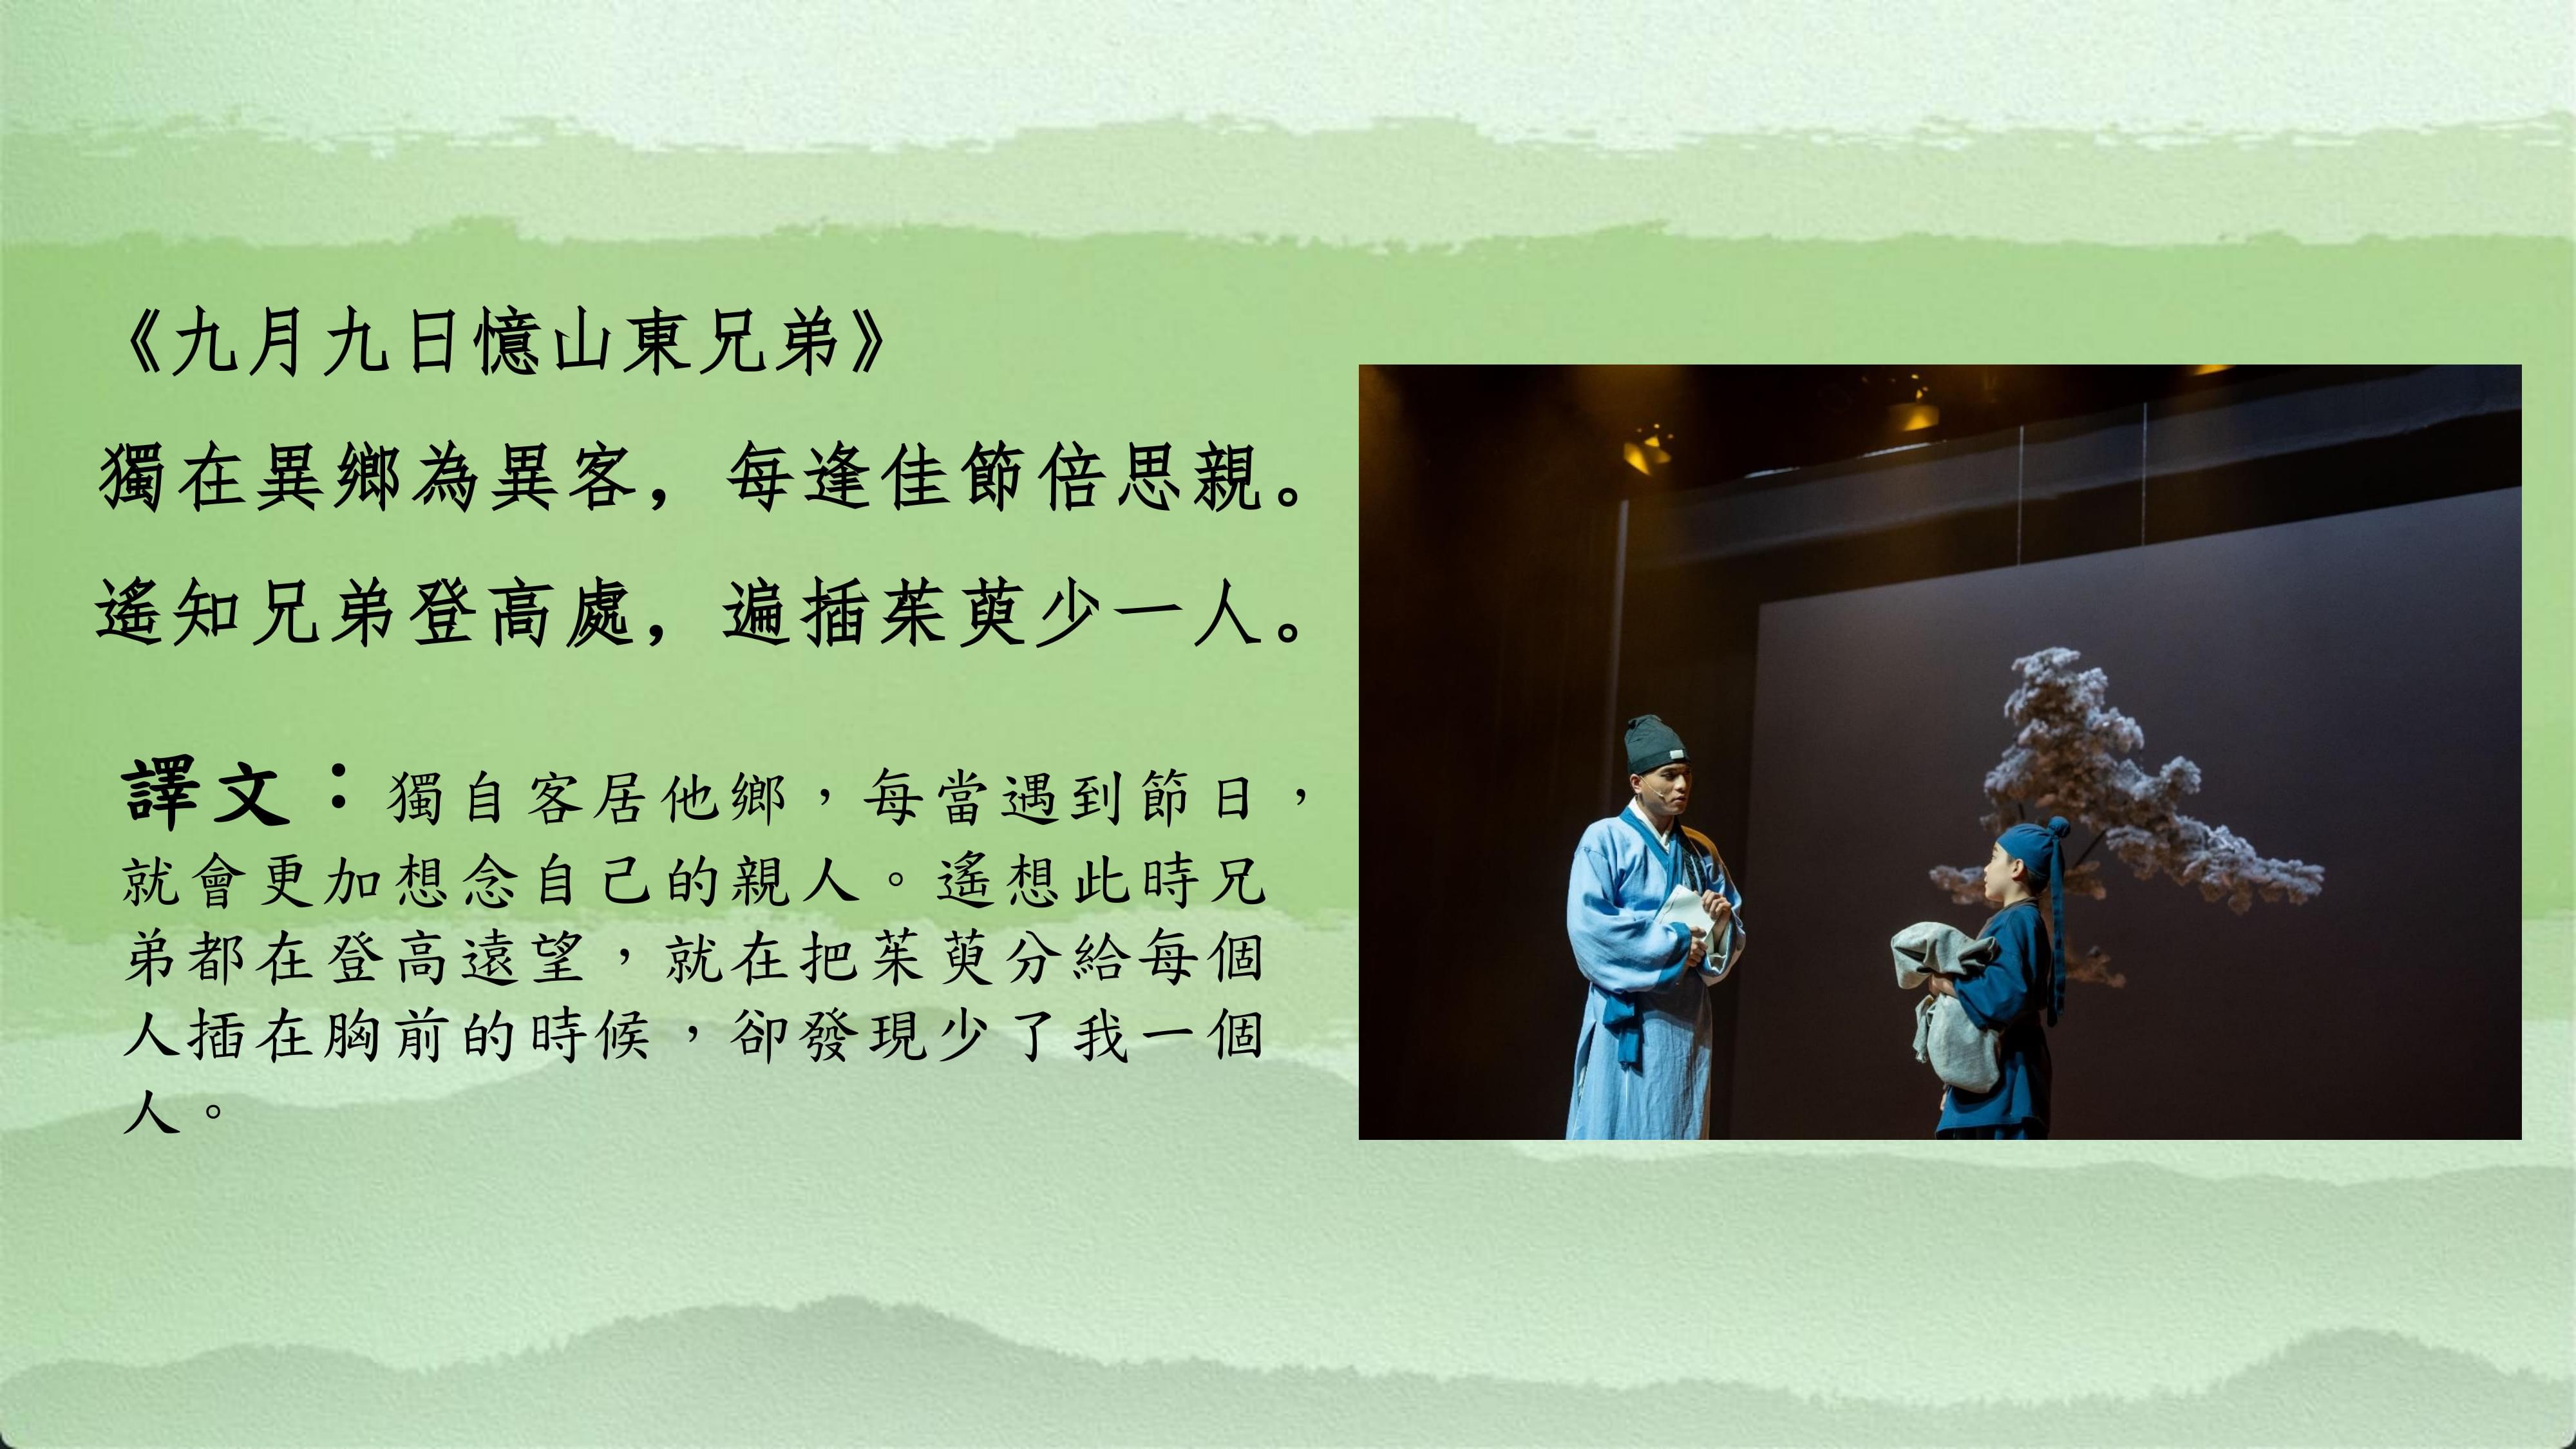 《九月九日憶山東兄弟》
獨在異鄉為異客，每逢佳節倍思親。
遙知兄弟登高處，遍插茱萸少一人。
譯文：獨自客居他鄉，每當遇到節日，
就會更加想念自己的親人。遙想此時兄
弟都在登高遠望，就在把茱萸分給每個
人插在胸前的時候，卻發現少了我一個
人。